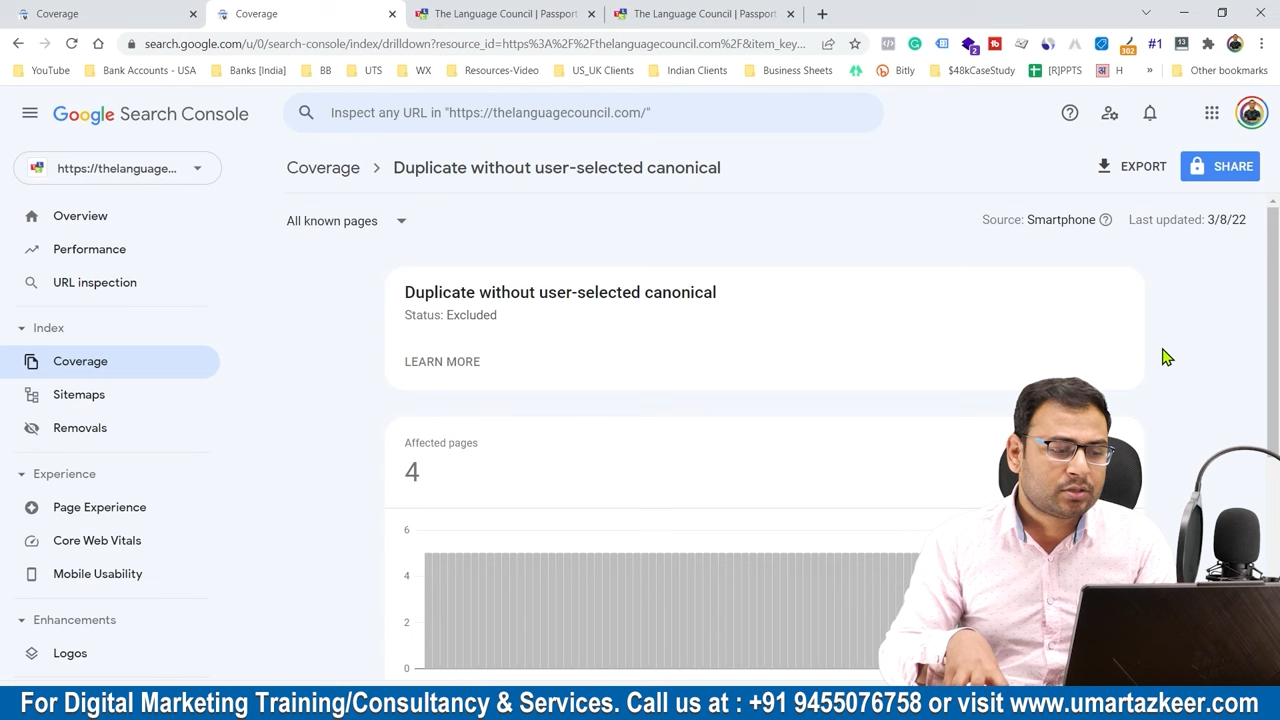 Coverage
Coverage
The Language Council | Passport
The Language Council | Passport
search.google.com/u/0/search-console/index/drilldown?resource_id=https%3A%2F%2Fthelanguagecouncil.com%2F&item_key...
302
#1
13
2
YouTube
Bank Accounts - USA
Banks [India]
BB
UTS
WX
Resources-Video
US_UK Clients
Indian Clients
Business Sheets
Bitly
$48kCaseStudy
[R]PPTS
अ
H
»
Other bookmarks
Google Search Console
Inspect any URL in "https://thelanguagecouncil.com/"
https://thelanguage...
Coverage > Duplicate without user-selected canonical
EXPORT
SHARE
All known pages
Source: Smartphone
Last updated: 3/8/22
Overview
Performance
URL inspection
Index
Coverage
Sitemaps
Removals
Experience
Page Experience
Core Web Vitals
Mobile Usability
Enhancements
Logos
Duplicate without user-selected canonical
Status: Excluded
LEARN MORE
Affected pages
4
6
4
2
0
For Digital Marketing Training/Consultancy & Services. Call us at : +91 9455076758 or visit www.umartazkeer.com